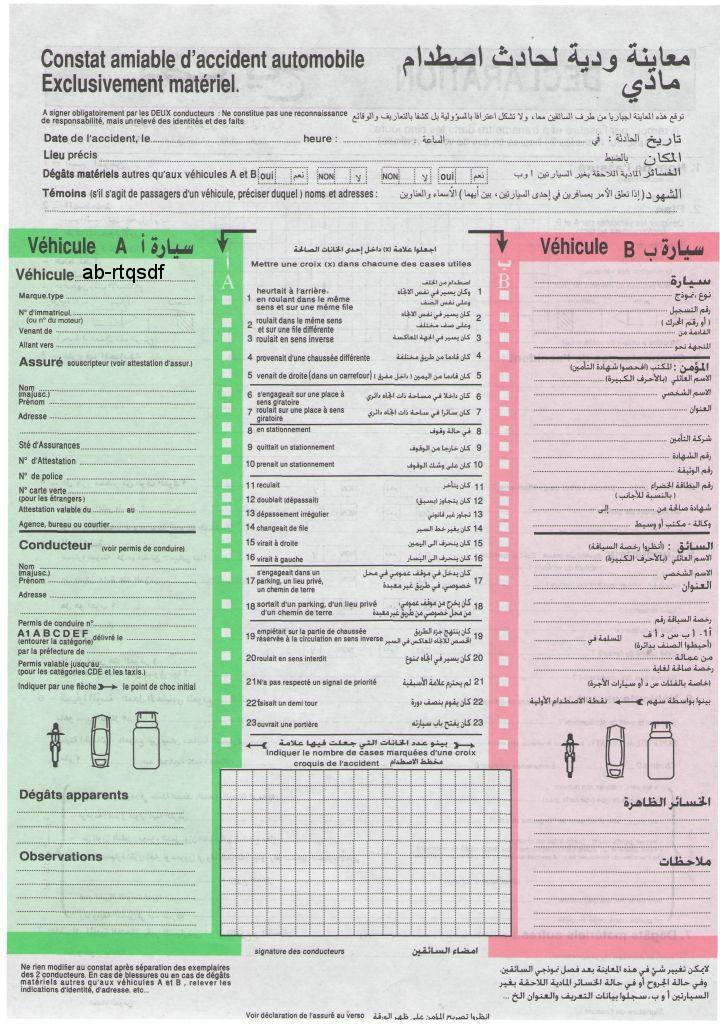 Constat amiable d'accident automobile
Exclusivement matériel.
معاينة ودية لحادث اصطدام
مادي
A signer obligatoirement par les DEUX conducteurs : Ne constitue pas une reconnaissance
de responsabilité, mais un relevé des identités et des faits
توقع هذه المعاينة اجباريا من طرف السائقين معا، ولا تشكل اعترافا بالمسؤولية بل كشفا بالتعاريف والوقائع
Date de l'accident, le heure :
تاريخ الحادثة : في الساعة
Lieu précis
المكان بالضبط
Dégâts matériels autres qu'aux véhicules A et B oui نعم NON لا NON لا oui نعم
الخسائر المادية اللاحقة بغير السيارتين ا وب
Témoins (s'il s'agit de passagers d'un véhicule, préciser duquel) noms et adresses :
الشهود (إذا تعلق الأمر بمسافرين في إحدى السيارتين، بين أيهما) الأسماء والعناوين
Véhicule A سيارة أ
Véhicule ab-rtqsdf
Marque.type
N° d'immatricul
(ou n° du moteur)
Venant de
Allant vers
Assuré souscripteur (voir attestation d'assur.)
Nom
(majusc.)
Prénom
Adresse
Sté d'Assurances
N° d'Attestation
N° de police
N° carte verte
(pour les étrangers)
Attestation valable du au
Agence, bureau ou courtier
Conducteur (voir permis de conduire)
Nom
(majusc.)
Prénom
Adresse
Permis de conduire n°
A1 A B C D E F délivré le
(entourer la catégorie)
par la préfecture de
Permis valable jusqu'au
(pour les catégories CDE et les taxis.)
Indiquer par une flèche le point de choc initial
Dégâts apparents
Observations
اجعلوا علامة (x) داخل إحدى الخانات الصالحة
Mettre une croix (x) dans chacune des cases utiles
أ
A
ب
B
1 heurtait à l'arrière,
en roulant dans le même
sens et sur une même file
اصطدام من الخلف
وكان يسير في نفس الاتجاه
وعلى نفس الصف 1
2 roulait dans le même sens
et sur une file différente
كان يسير في نفس الاتجاه
وعلى صف مختلف 2
3 roulait en sens inverse كان يسير في الجهة المعاكسة 3
4 provenait d'une chaussée différente كان قادما من طريق مختلفة 4
5 venait de droite (dans un carrefour) كان قادما من اليمين (داخل مفرق) 5
6 s'engageait sur une place à
sens giratoire
كان داخلا في مساحة ذات اتجاه دائري 6
7 roulait sur une place à sens
giratoire
كان سائرا في ساحة ذات اتجاه دائري 7
8 en stationnement في حالة وقوف 8
9 quittait un stationnement كان خارجا من الوقوف 9
10 prenait un stationnement كان على وشك الوقوف 10
11 reculait كان يتأخر 11
12 doublait (dépassait) كان يتجاوز (يسبق) 12
13 dépassement irrégulier تجاوز غير قانوني 13
14 changeait de file كان يغير خط السير 14
15 virait à droite كان ينحرف الى اليمين 15
16 virait à gauche كان ينحرف الى اليسار 16
17 s'engageait dans un
parking, un lieu privé,
un chemin de terre
كان يدخل في موقف عمومي في محل
خصوصي، في طريق غير معبدة 17
18 sortait d'un parking, d'un lieu privé
d'un chemin de terre
كان يخرج من موقف عمومي
من محل خصوصي من طريق غير معبدة 18
19 empiétait sur la partie de chaussée
réservée à la circulation en sens inverse
كان ينتهج جزء الطريق
المخصص للاتجاه المعاكس في السير 19
20 roulait en sens interdit كان يسير في اتجاه ممنوع 20
21 N'a pas respecté un signal de priorité لم يحترم علامة الأسبقية 21
22 faisait un demi tour كان يقوم بنصف دورة 22
23 ouvrait une portière كان يفتح باب سيارته 23
بينو عدد الخانات التي جعلت فيها علامة
Indiquer le nombre de cases marquées d'une croix
croquis de l'accident مخطط الاصطدام
Véhicule B سيارة ب
سيارة
نوع، نموذج
رقم التسجيل
( أو رقم المحرك )
القادمة من
المتجهة نحو
المؤمن : المكتب (افحصوا شهادة التأمين)
الاسم العائلي (بالأحرف الكبيرة)
الاسم الشخصي
العنوان
شركة التأمين
رقم الشهادة
رقم الوثيقة
رقم البطاقة الخضراء
( بالنسبة للأجانب )
شهادة صالحة من إلى
وكالة - مكتب أو وسيط
السائق : (أنظروا رخصة السياقة)
الاسم العائلي (بالأحرف الكبيرة)
الاسم الشخصي
العنوان
رخصة السياقة رقم
أ1 - أ ب س د أ ف المسلمة في
(أحيطوا الصنف بدائرة)
من عمالة
رخصة صالحة لغاية
(خاصة بالفئات س د أ وسيارات الأجرة)
بينوا بواسطة سهم نقطة الاصطدام الأولية
الخسائر الظاهرة
ملاحظات
signature des conducteurs امضاء السائقين
Ne rien modifier au constat après séparation des exemplaires
des 2 conducteurs. En cas de blessures ou en cas de dégâts
matériels autres qu'aux véhicules A et B , relever les
indications d'identité, d'adresse. etc...
لايمكن تغيير شيئ في هذه المعاينة بعد فصل نموذجي السائقين.
وفي حالة الجروح أو في حالة الخسائر المادية اللاحقة بغير
السيارتين أ و ب، سجلوا بيانات التعريف والعنوان الخ ...
Voir déclaration de l'assuré au verso انظروا تصريح المؤمن على ظهر الورقة